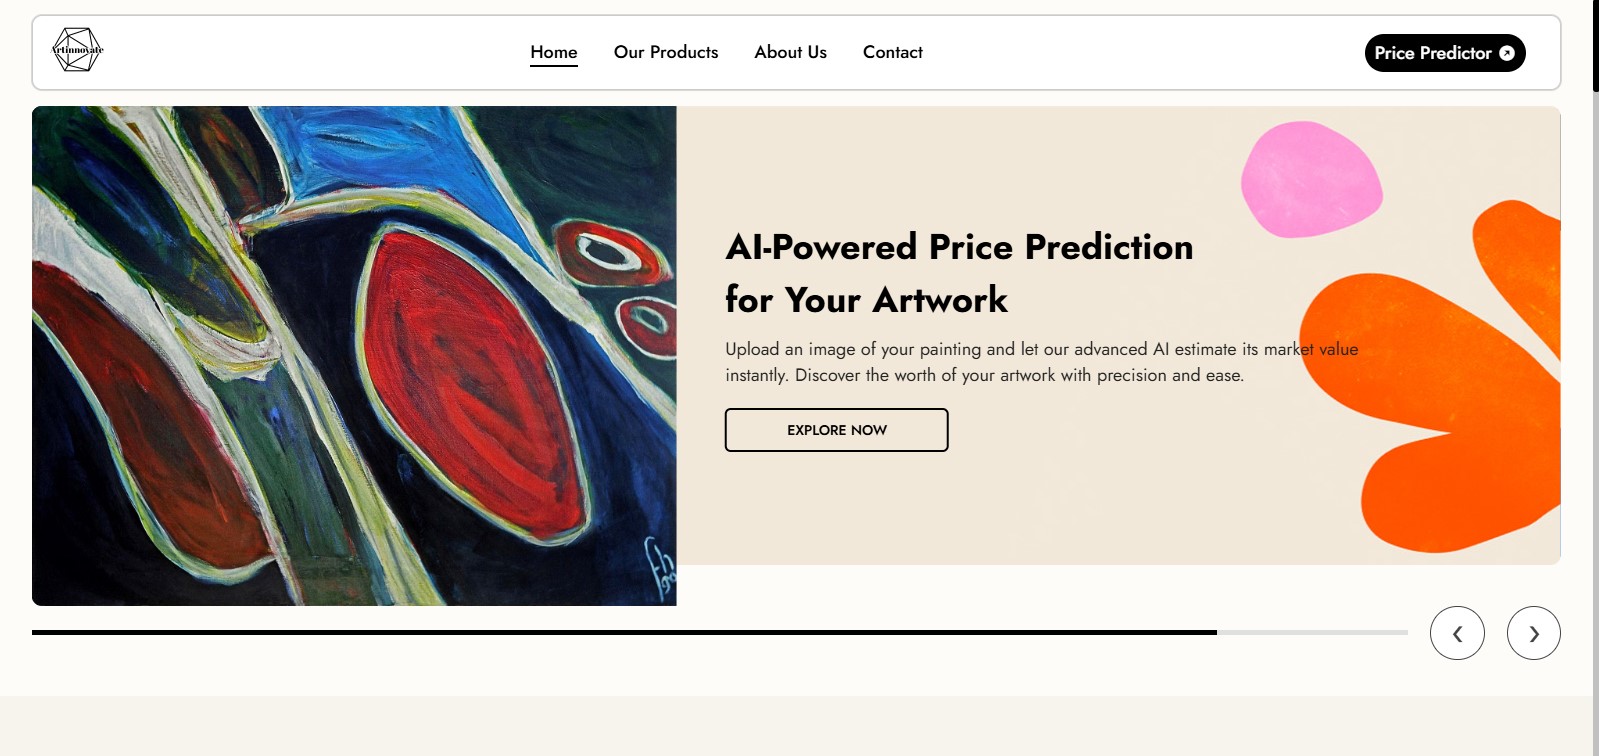 Artinnovate
Home
Our Products
About Us
Contact
Price Predictor
AI-Powered Price Prediction
for Your Artwork
Upload an image of your painting and let our advanced AI estimate its market value
instantly. Discover the worth of your artwork with precision and ease.
EXPLORE NOW